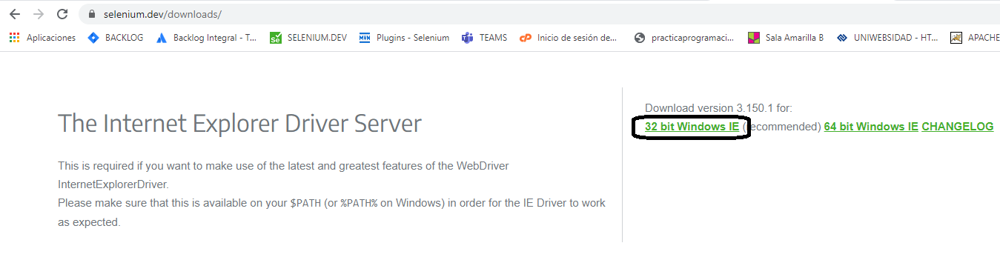 selenium.dev/downloads/
Aplicaciones BACKLOG Backlog Integral - T... SELENIUM.DEV Plugins - Selenium TEAMS Inicio de sesión de... practicaprogramaci... Sala Amarilla B UNIWEBSIDAD - HT... APACHE
The Internet Explorer Driver Server
This is required if you want to make use of the latest and greatest features of the WebDriver
InternetExplorerDriver.
Please make sure that this is available on your $PATH (or %PATH% on Windows) in order for the IE Driver to work
as expected.
Download version 3.150.1 for:
32 bit Windows IE (recommended) 64 bit Windows IE CHANGELOG